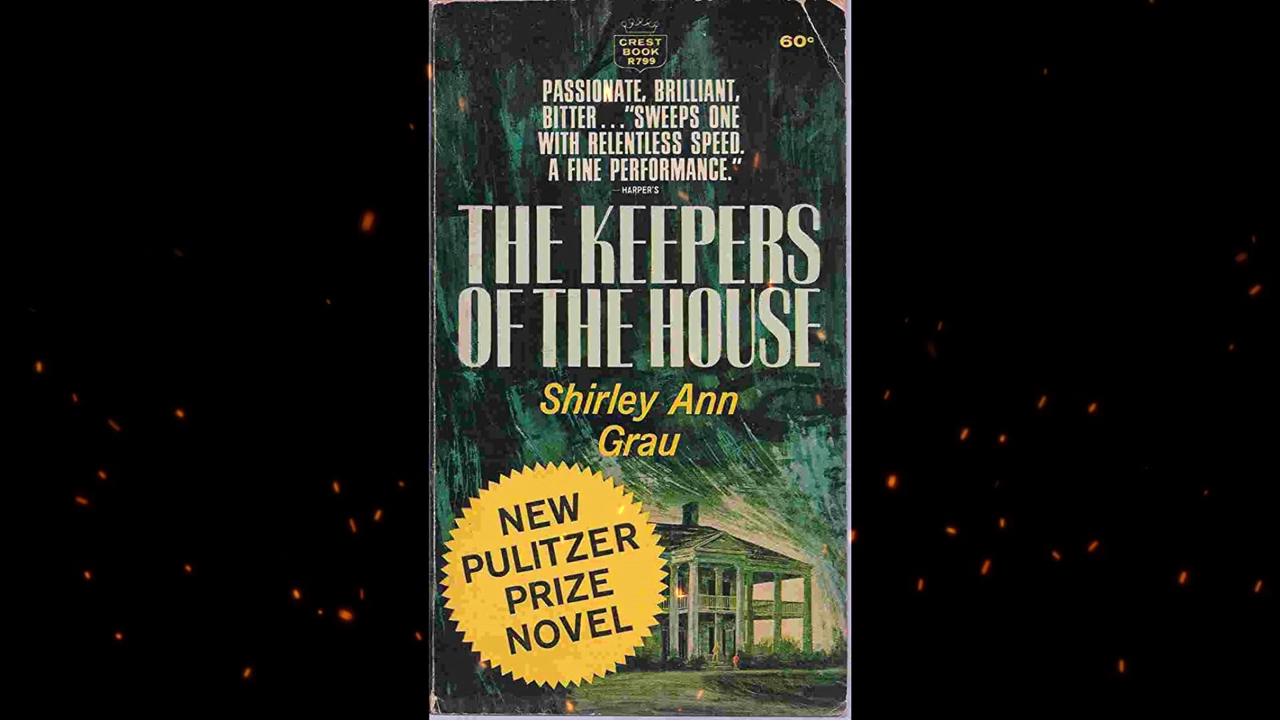 CREST
BOOK
R799
60¢
PASSIONATE, BRILLIANT,
BITTER..."SWEEPS ONE
WITH RELENTLESS SPEED.
A FINE PERFORMANCE."
—HARPER'S
THE KEEPERS
OF THE HOUSE
Shirley Ann
Grau
NEW
PULITZER
PRIZE
NOVEL